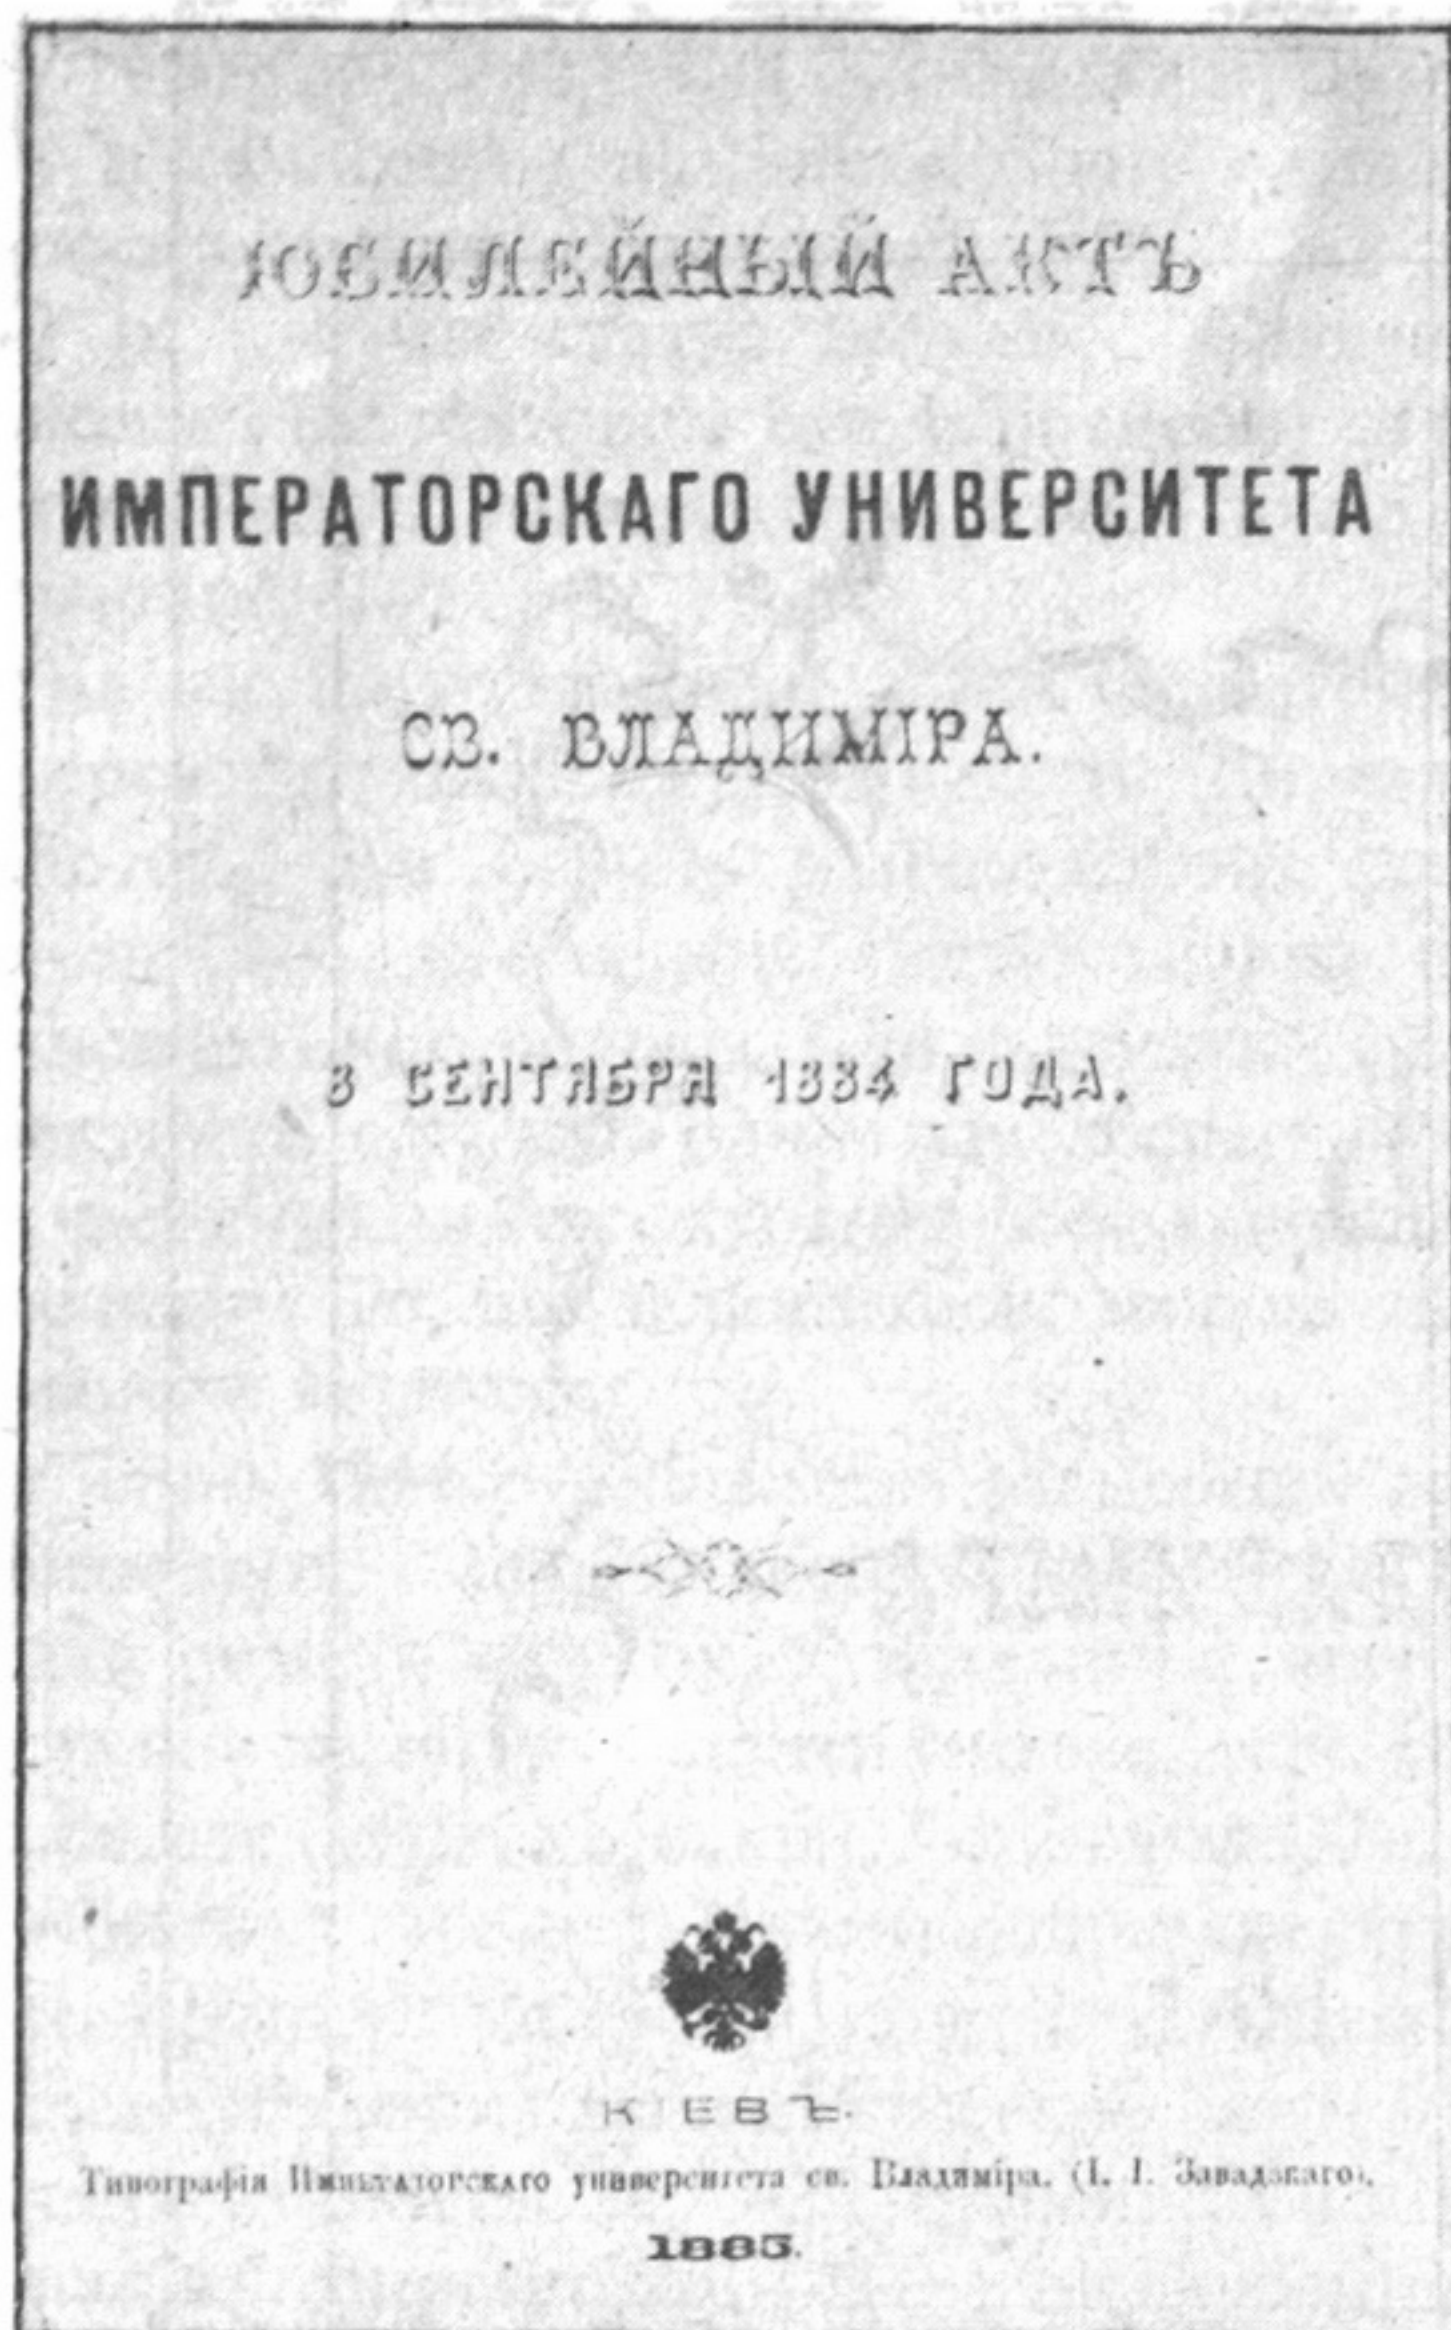 ЮБИЛЕЙНЫЙ АКТЪ
ИМПЕРАТОРСКАГО УНИВЕРСИТЕТА
СВ. ВЛАДИМІРА.
8 СЕНТЯБРЯ 1884 ГОДА.
КІЕВЪ.
Типографія Императорскаго университета св. Владиміра. (І. І. Завадзкаго).
1885.